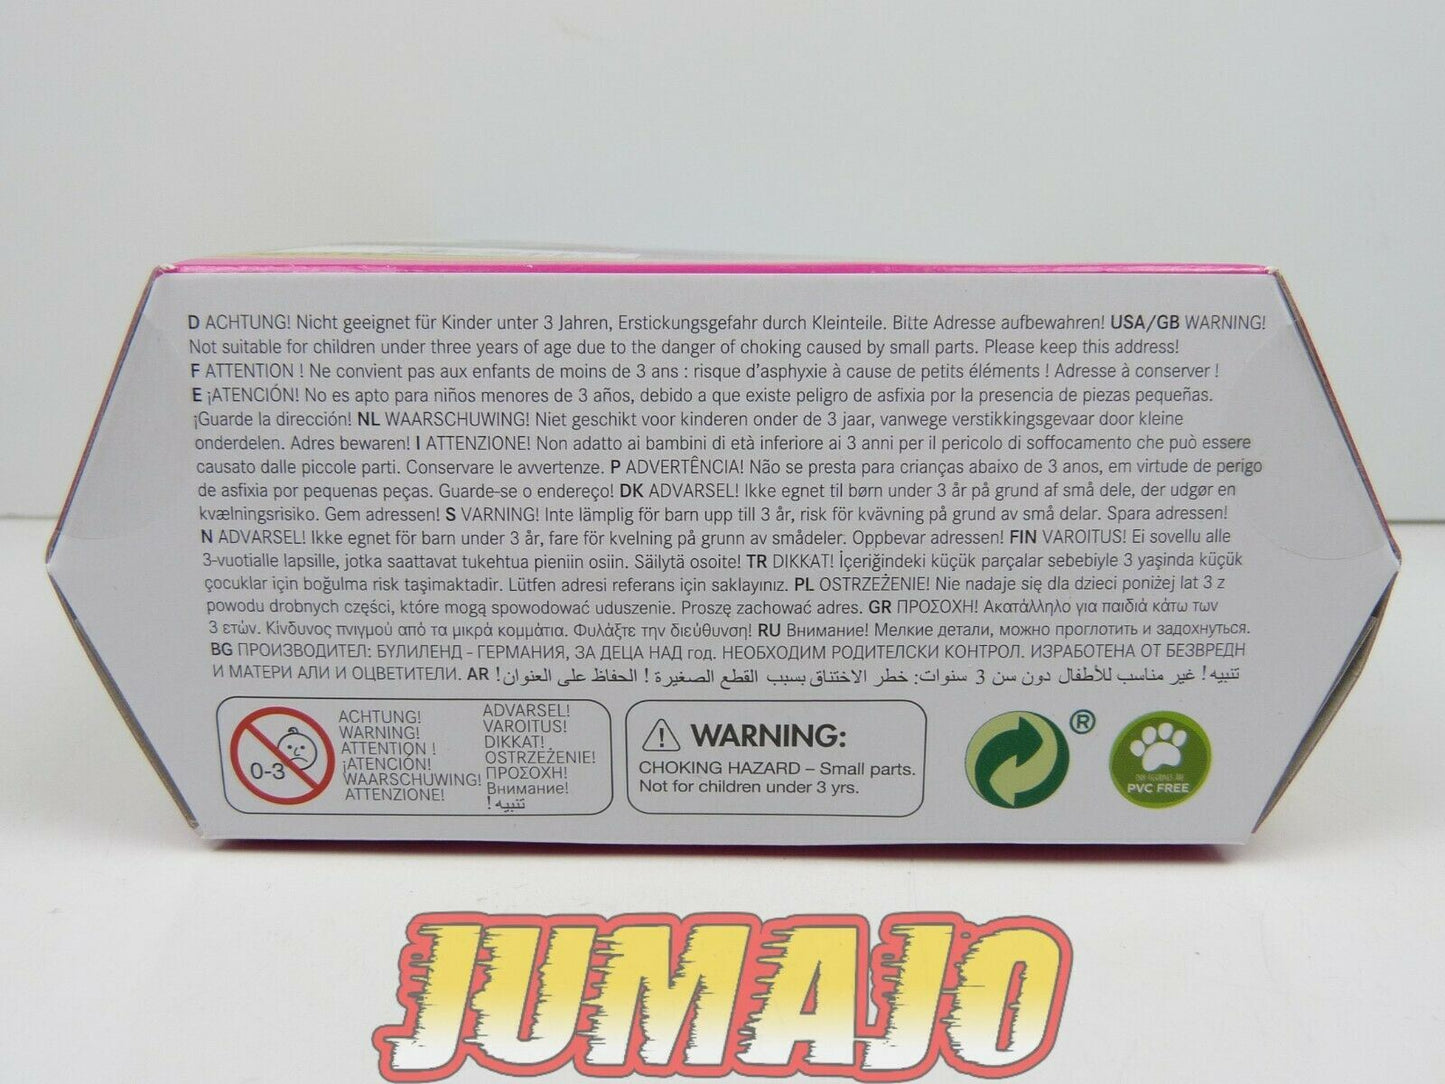 D ACHTUNG! Nicht geeignet für Kinder unter 3 Jahren, Erstickungsgefahr durch Kleinteile. Bitte Adresse aufbewahren! USA/GB WARNING!
Not suitable for children under three years of age due to the danger of choking caused by small parts. Please keep this address!
F ATTENTION ! Ne convient pas aux enfants de moins de 3 ans : risque d'asphyxie à cause de petits éléments ! Adresse à conserver !
E ¡ATENCIÓN! No es apto para niños menores de 3 años, debido a que existe peligro de asfixia por la presencia de piezas pequeñas.
¡Guarde la dirección! NL WAARSCHUWING! Niet geschikt voor kinderen onder de 3 jaar, vanwege verstikkingsgevaar door kleine
onderdelen. Adres bewaren! I ATTENZIONE! Non adatto ai bambini di età inferiore ai 3 anni per il pericolo di soffocamento che può essere
causato dalle piccole parti. Conservare le avvertenze. P ADVERTÊNCIA! Não se presta para crianças abaixo de 3 anos, em virtude de perigo
de asfixia por pequenas peças. Guarde-se o endereço! DK ADVARSEL! Ikke egnet til børn under 3 år på grund af små dele, der udgør en
kvælningsrisiko. Gem adressen! S VARNING! Inte lämplig för barn upp till 3 år, risk för kvävning på grund av små delar. Spara adressen!
N ADVARSEL! Ikke egnet för barn under 3 år, fare för kvelning på grunn av smådeler. Oppbevar adressen! FIN VAROITUS! Ei sovellu alle
3-vuotialle lapsille, jotka saattavat tukehtua pieniin osiin. Säilytä osoite! TR DIKKAT! İçeriğindeki küçük parçalar sebebiyle 3 yaşında küçük
çocuklar için boğulma risk taşimaktadir. Lütfen adresi referans için saklayınız. PL OSTRZEŻENIE! Nie nadaje się dla dzieci poniżej lat 3 z
powodu drobnych części, które mogą spowodować uduszenie. Proszę zachować adres. GR ΠΡΟΣΟΧΗ! Ακατάλληλο για παιδιά κάτω των
3 ετών. Κίνδυνος πνιγμού από τα μικρά κομμάτια. Φυλάξτε την διεύθυνση! RU Внимание! Мелкие детали, можно проглотить и задохнуться.
BG ПРОИЗВОДИТЕЛ: БУЛИЛЕНД - ГЕРМАНИЯ, ЗА ДЕЦА НАД год. НЕОБХОДИМ РОДИТЕЛСКИ КОНТРОЛ. ИЗРАБОТЕНА ОТ БЕЗВРЕДН
И МАТЕРИ АЛИ И ОЦВЕТИТЕЛИ. AR تنبيه! غير مناسب للأطفال دون سن 3 سنوات: خطر الاختناق بسبب القطع الصغيرة ! الحفاظ على العنوان!
0-3
ACHTUNG!
WARNING!
ATTENTION !
¡ATENCIÓN!
WAARSCHUWING!
ATTENZIONE!
ADVARSEL!
VAROITUS!
DIKKAT!
OSTRZEŻENIE!
ΠΡΟΣΟΧΗ!
Внимание!
تنبيه!
WARNING:
CHOKING HAZARD – Small parts.
Not for children under 3 yrs.
®
OUR FIGURINES ARE
PVC FREE
JUMAJO